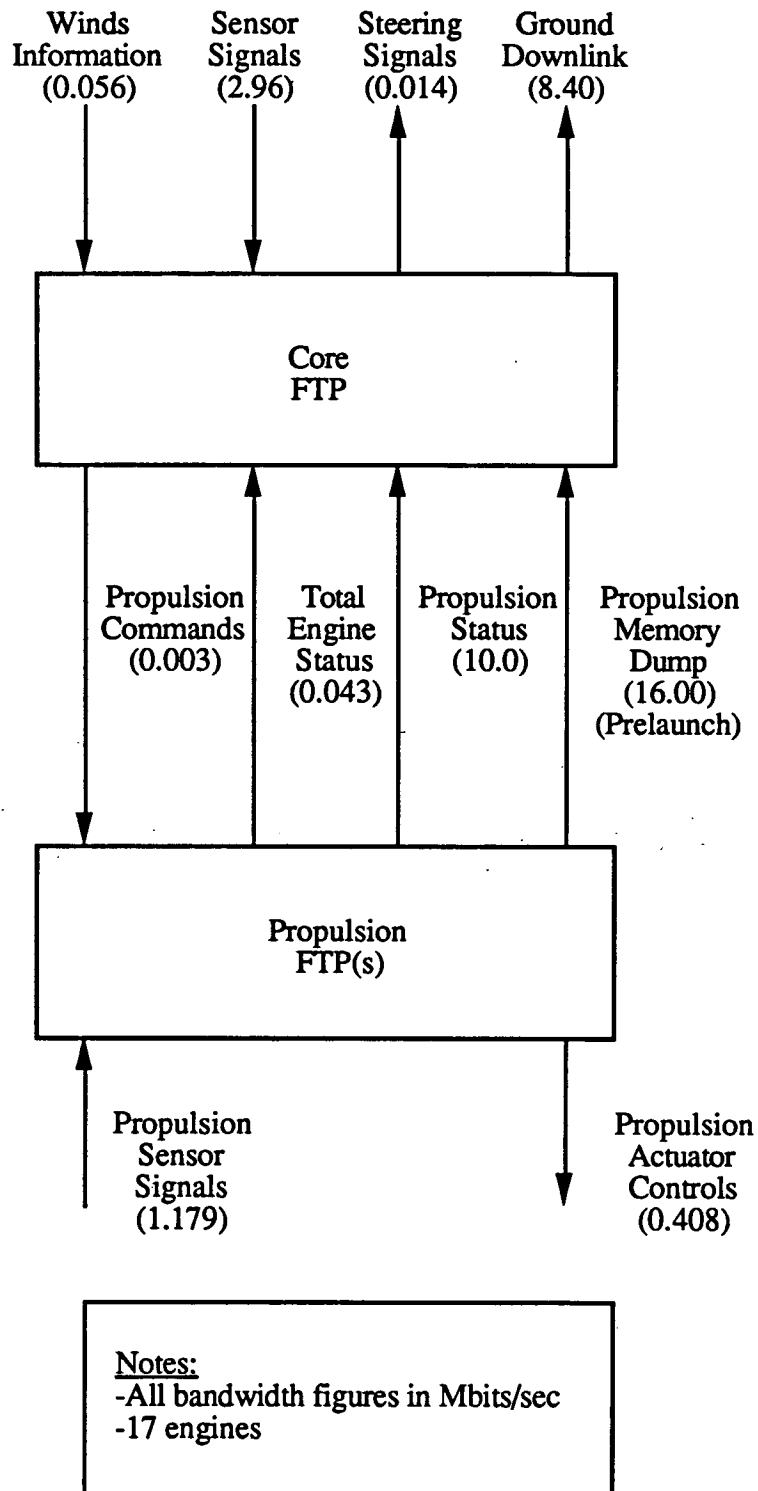 Winds
Information
(0.056)
Sensor
Signals
(2.96)
Steering
Signals
(0.014)
Ground
Downlink
(8.40)
Core
FTP
Propulsion
Commands
(0.003)
Total
Engine
Status
(0.043)
Propulsion
Status
(10.0)
Propulsion
Memory
Dump
(16.00)
(Prelaunch)
Propulsion
FTP(s)
Propulsion
Sensor
Signals
(1.179)
Propulsion
Actuator
Controls
(0.408)
Notes:
-All bandwidth figures in Mbits/sec
-17 engines